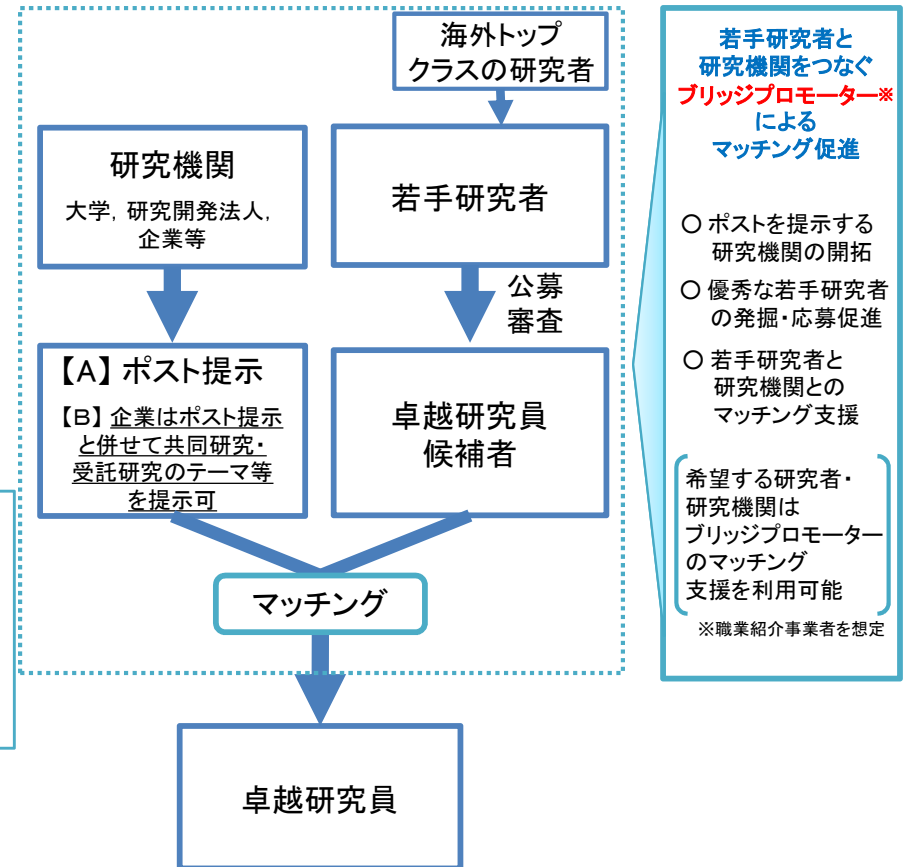 海外トップ
クラスの研究者
研究機関
大学，研究開発法人，
企業等
若手研究者
公募
審査
【A】 ポスト提示
【B】 企業はポスト提示
と併せて共同研究・
受託研究のテーマ等
を提示可
卓越研究員
候補者
マッチング
卓越研究員
若手研究者と
研究機関をつなぐ
ブリッジプロモーター※
による
マッチング促進
○ ポストを提示する
研究機関の開拓
○ 優秀な若手研究者
の発掘・応募促進
○ 若手研究者と
研究機関との
マッチング支援
希望する研究者・
研究機関は
ブリッジプロモーター
のマッチング
支援を利用可能
※職業紹介事業者を想定